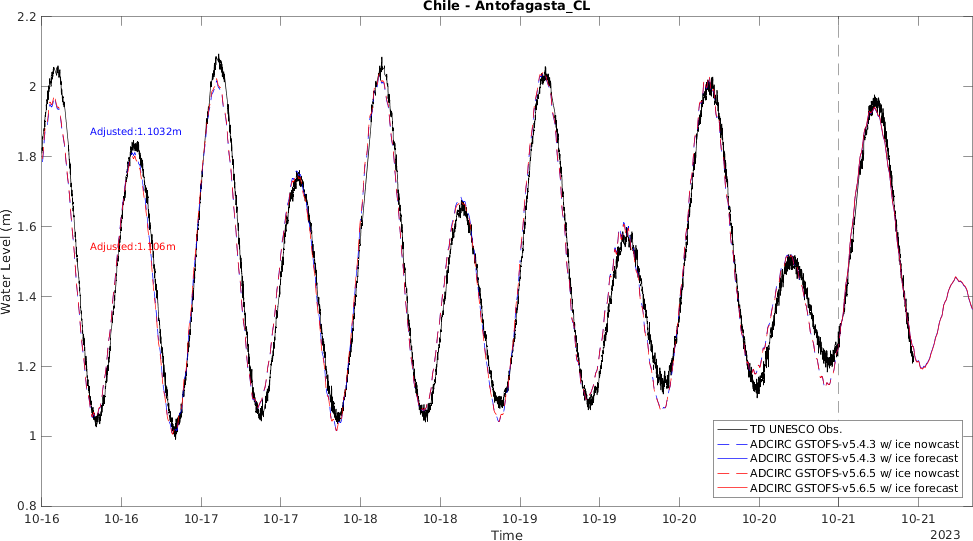 Chile - Antofagasta_CL
2.2
2
1.8
1.6
1.4
1.2
1
0.8
Water Level (m)
Adjusted:1.1032m
Adjusted:1.106m
TD UNESCO Obs.
ADCIRC GSTOFS-v5.4.3 w/ ice nowcast
ADCIRC GSTOFS-v5.4.3 w/ ice forecast
ADCIRC GSTOFS-v5.6.5 w/ ice nowcast
ADCIRC GSTOFS-v5.6.5 w/ ice forecast
10-16 10-16 10-17 10-17 10-18 10-18 10-19 10-19 10-20 10-20 10-21 10-21
Time
2023